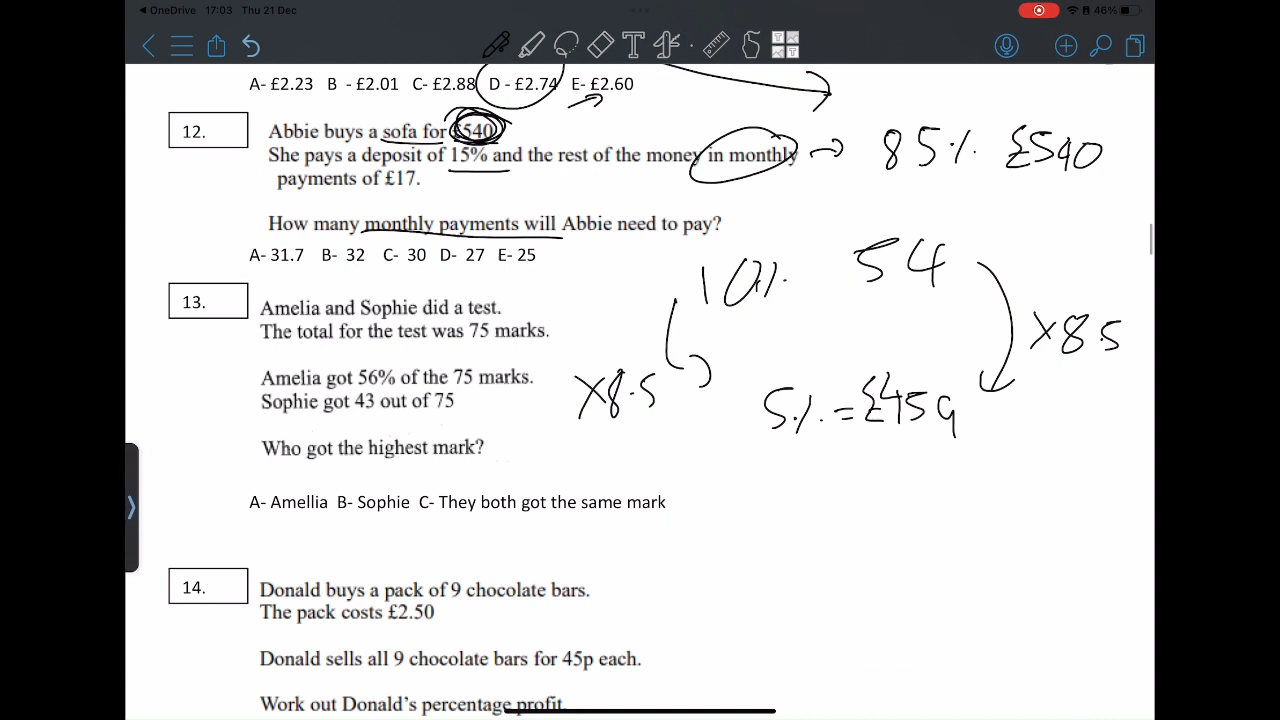 OneDrive 17:03 Thu 21 Dec
46%
A- £2.23 B - £2.01 C- £2.88 D - £2.74 E- £2.60
12.
Abbie buys a sofa for £540
She pays a deposit of 15% and the rest of the money in monthly
payments of £17.
85% £540
How many monthly payments will Abbie need to pay?
A- 31.7 B- 32 C- 30 D- 27 E- 25
10% 54
×8.5
13.
Amelia and Sophie did a test.
The total for the test was 75 marks.
Amelia got 56% of the 75 marks.
Sophie got 43 out of 75
×8.5
5% = £459
Who got the highest mark?
A- Amellia B- Sophie C- They both got the same mark
14.
Donald buys a pack of 9 chocolate bars.
The pack costs £2.50
Donald sells all 9 chocolate bars for 45p each.
Work out Donald's percentage profit.